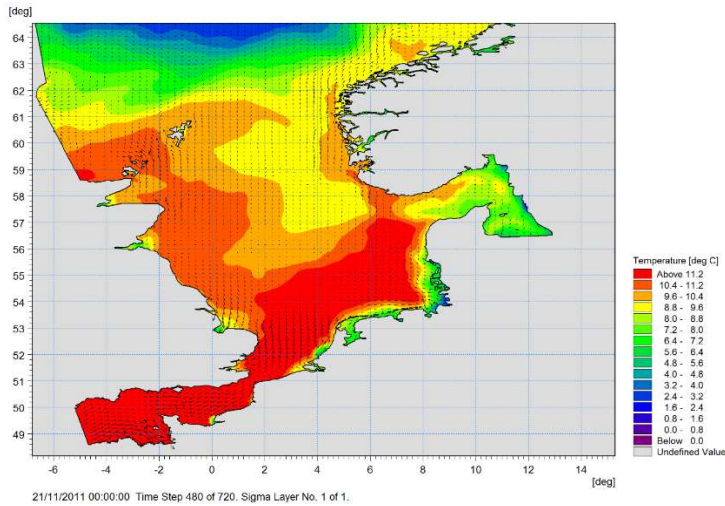 [deg]
64
63
62
61
60
59
58
57
56
55
54
53
52
51
50
49
-6 -4 -2 0 2 4 6 8 10 12 14
[deg]
Temperature [deg C]
Above 11.2
10.4 - 11.2
9.6 - 10.4
8.8 - 9.6
8.0 - 8.8
7.2 - 8.0
6.4 - 7.2
5.6 - 6.4
4.8 - 5.6
4.0 - 4.8
3.2 - 4.0
2.4 - 3.2
1.6 - 2.4
0.8 - 1.6
0.0 - 0.8
Below 0.0
Undefined Value
21/11/2011 00:00:00 Time Step 480 of 720. Sigma Layer No. 1 of 1.